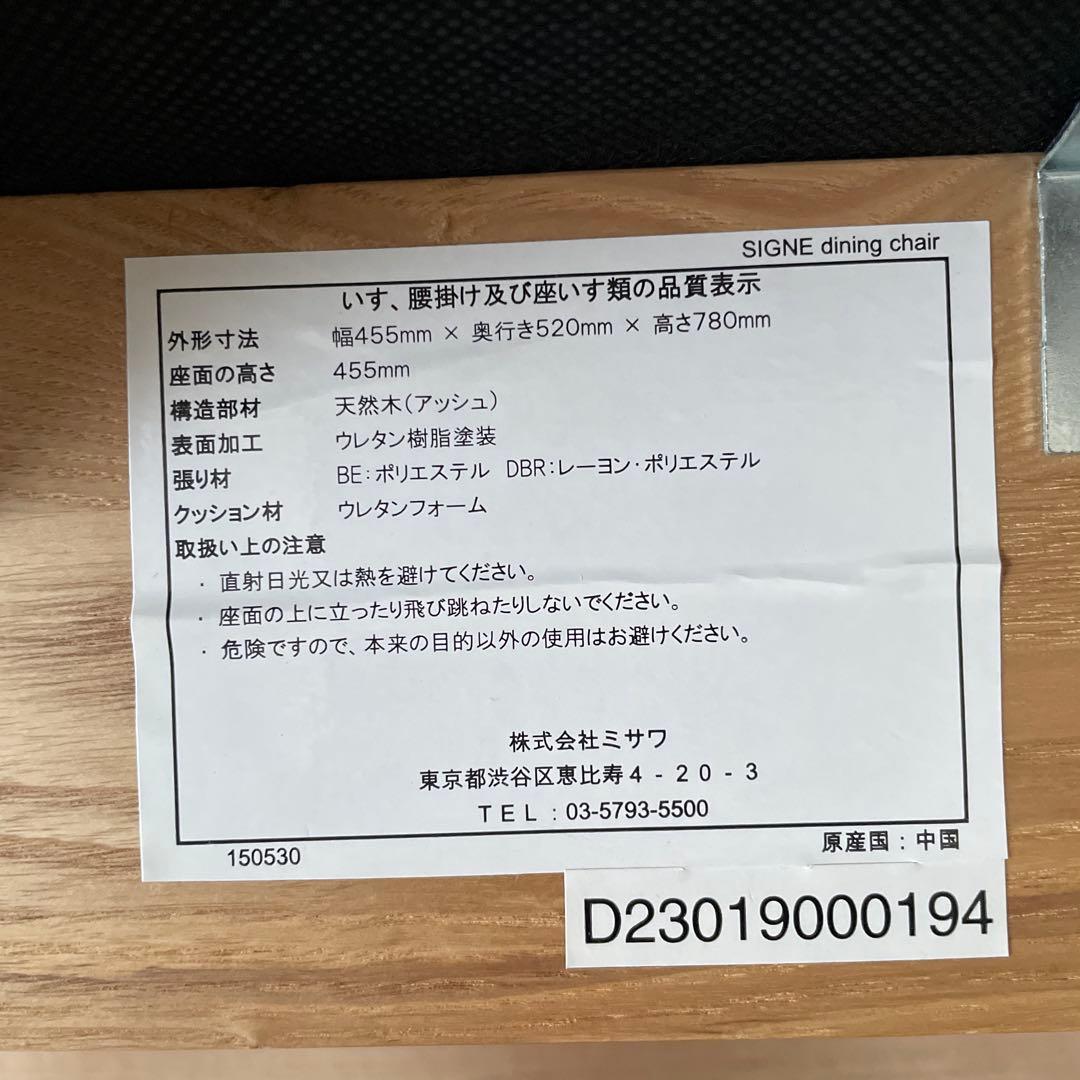 SIGNE dining chair
いす、腰掛け及び座いす類の品質表示
外形寸法 幅455mm × 奥行き520mm × 高さ780mm
座面の高さ 455mm
構造部材 天然木(アッシュ)
表面加工 ウレタン樹脂塗装
張り材 BE:ポリエステル DBR:レーヨン・ポリエステル
クッション材 ウレタンフォーム
取扱い上の注意
・ 直射日光又は熱を避けてください。
・ 座面の上に立ったり飛び跳ねたりしないでください。
・ 危険ですので、本来の目的以外の使用はお避けください。
株式会社ミサワ
東京都渋谷区恵比寿4-20-3
TEL:03-5793-5500
150530 原産国:中国
D23019000194